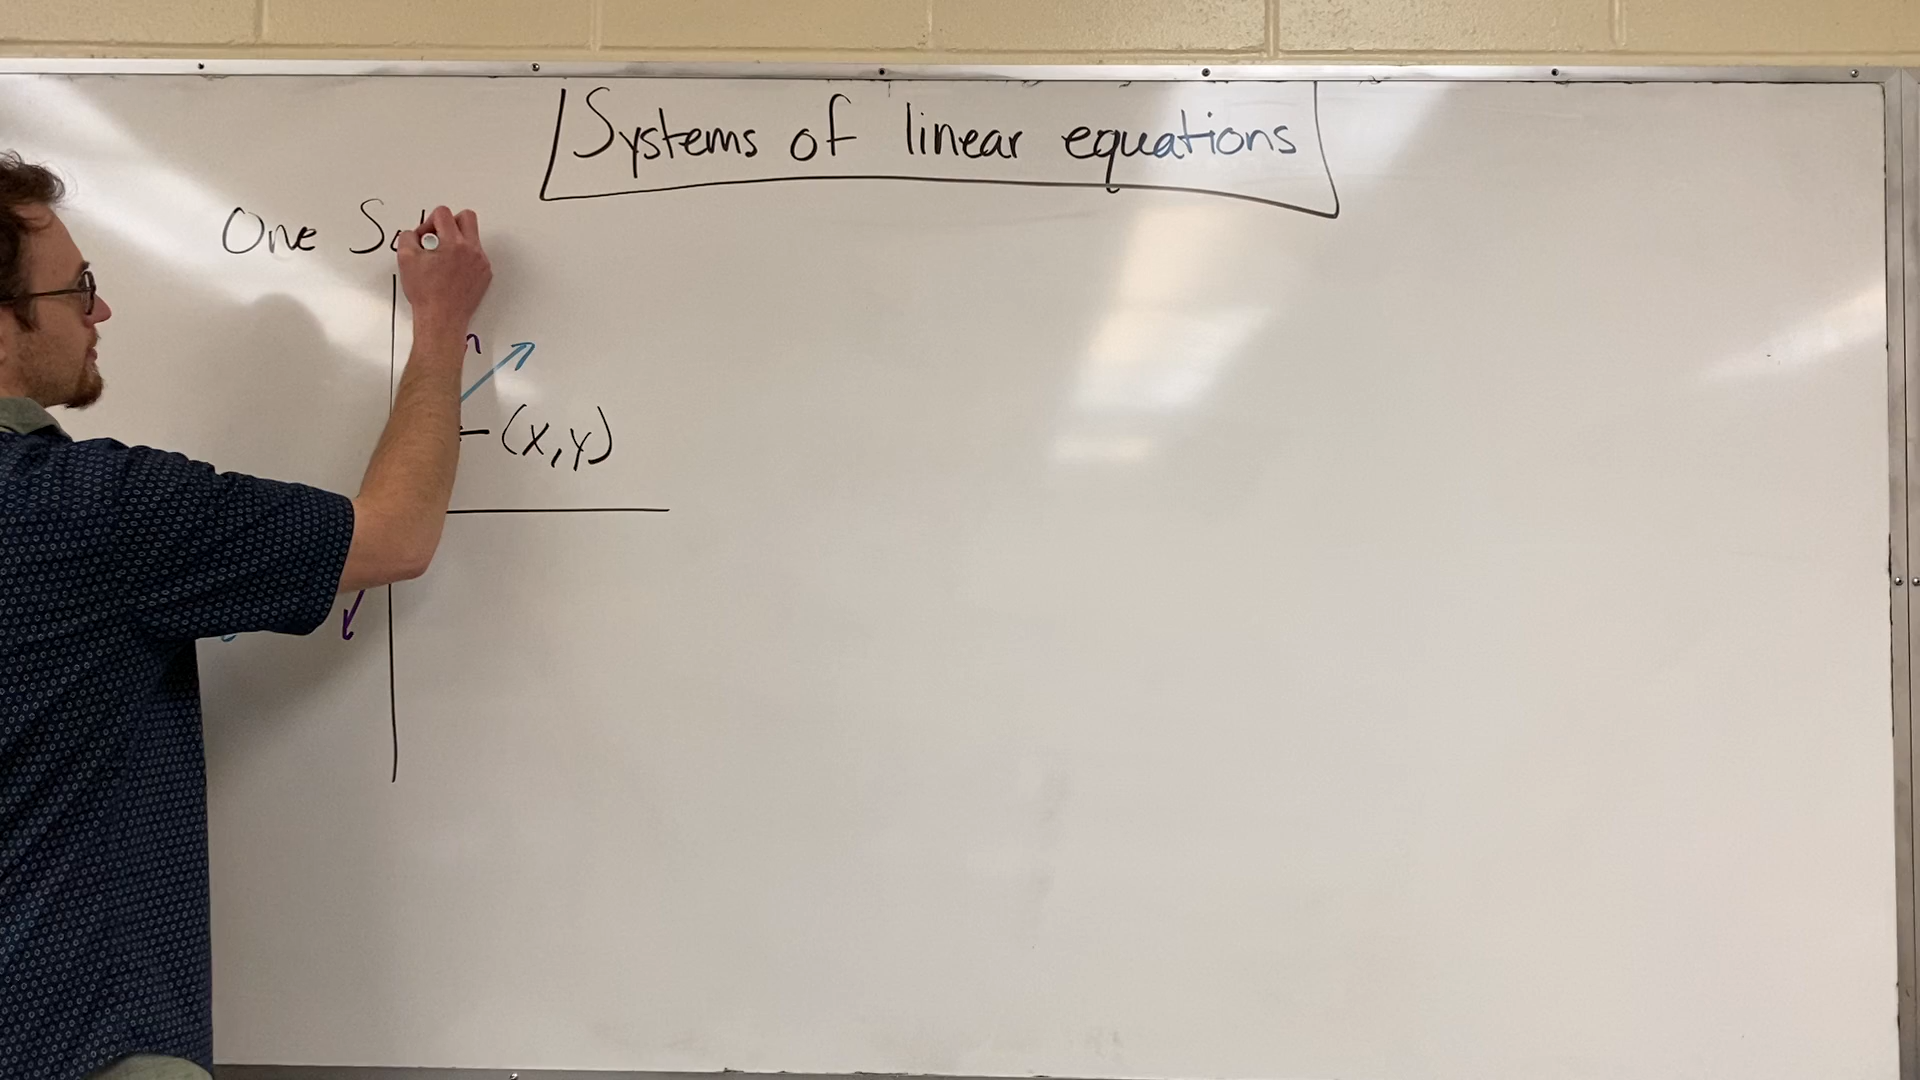 Systems of linear equations
One
(x,y)